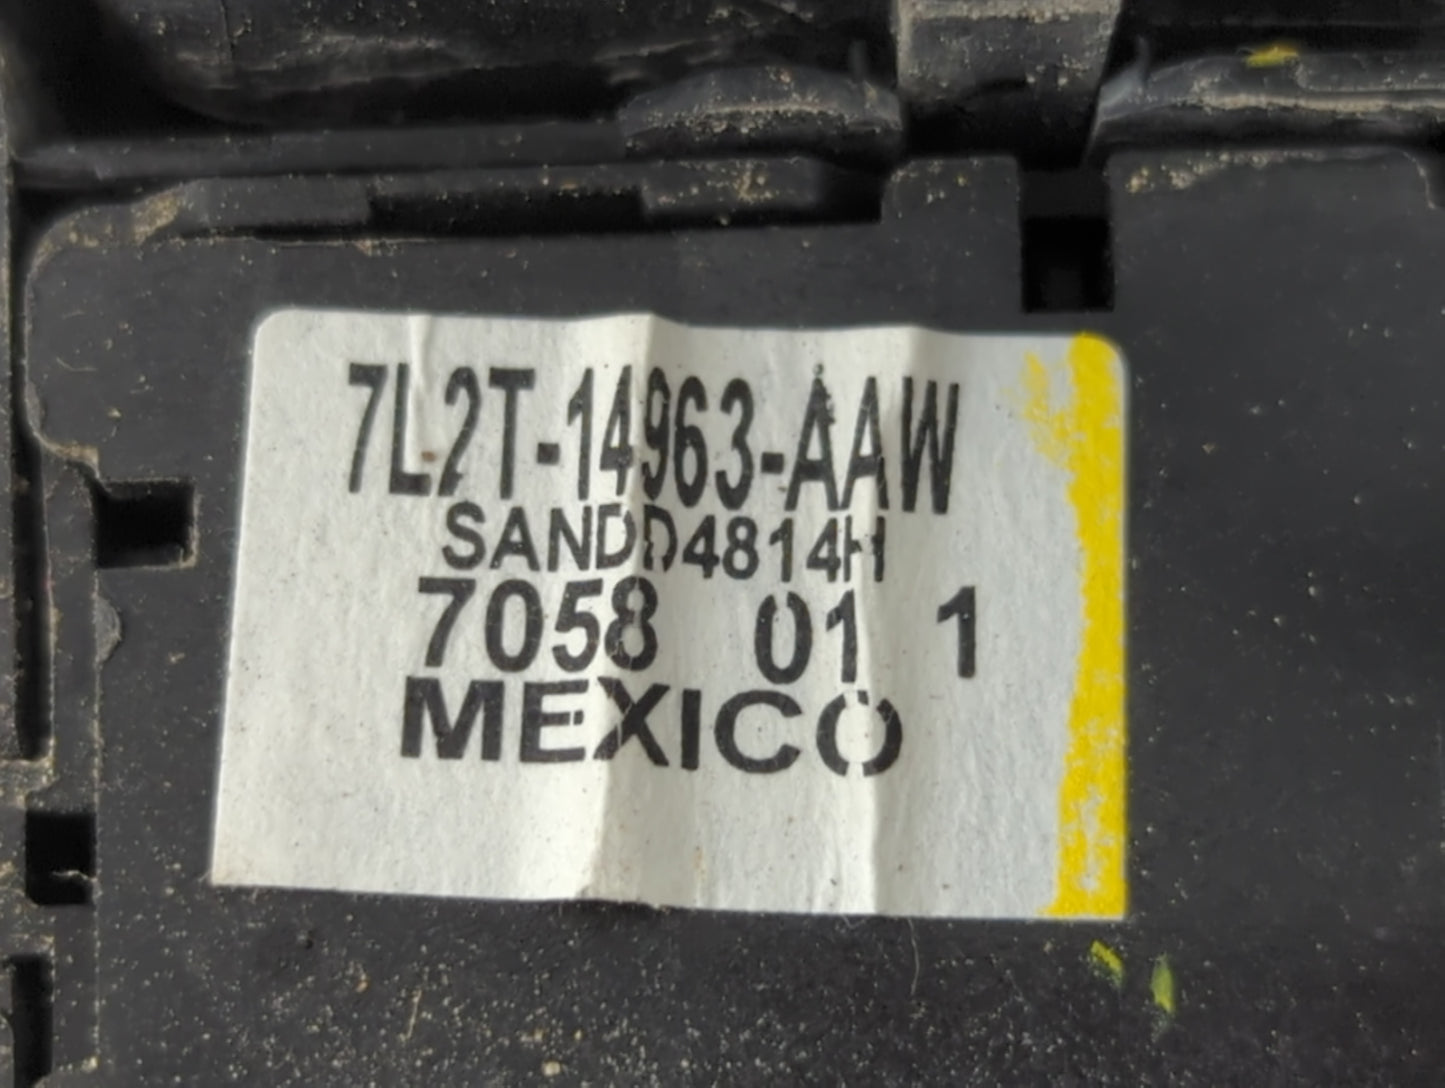 7L2T-14963-AAW
SANDD4814H
7058 01 1
MEXICO